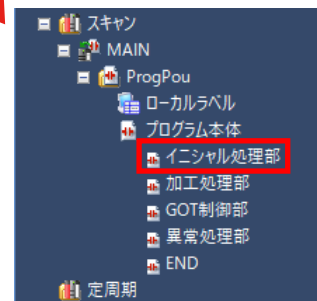 スキャン
MAIN
ProgPou
ローカルラベル
プログラム本体
イニシャル処理部
加工処理部
GOT制御部
異常処理部
END
定周期